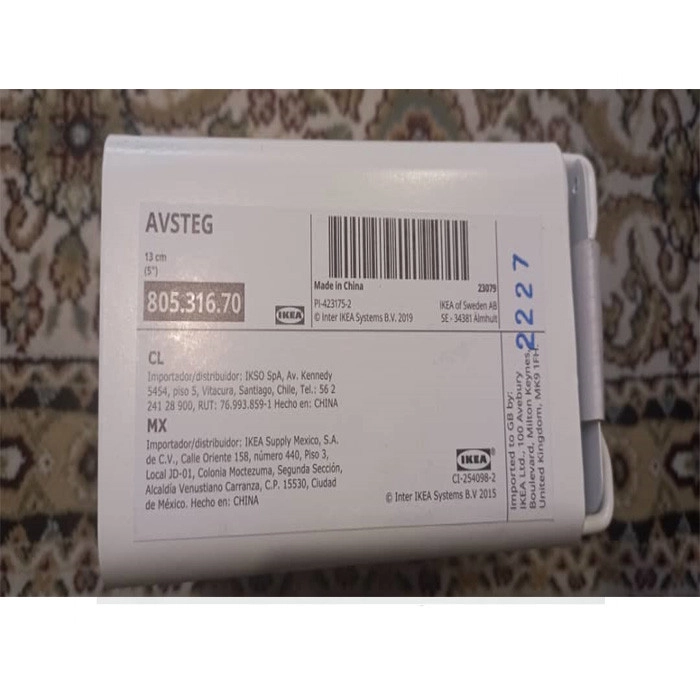 AVSTEG
13 cm
(5")
805.316.70
IKEA
Made in China
23079
PI-423175-2
© Inter IKEA Systems B.V. 2019
IKEA of Sweden AB
SE - 34381 Älmhult
CL
Importador/distribuidor: IKSO SpA, Av. Kennedy
5454, piso 5, Vitacura, Santiago, Chile, Tel.: 56 2
241 28 900, RUT: 76.993.859-1 Hecho en: CHINA
MX
Importador/distribuidor: IKEA Supply Mexico, S.A.
de C.V., Calle Oriente 158, número 440, Piso 3,
Local JD-01, Colonia Moctezuma, Segunda Sección,
Alcaldía Venustiano Carranza, C.P. 15530, Ciudad
de México. Hecho en: CHINA
IKEA®
CI-254098-2
© Inter IKEA Systems B.V 2015
2227
Imported to GB by:
IKEA Ltd., 100 Avebury
Boulevard, Milton Keynes,
United Kingdom, MK9 1FH.